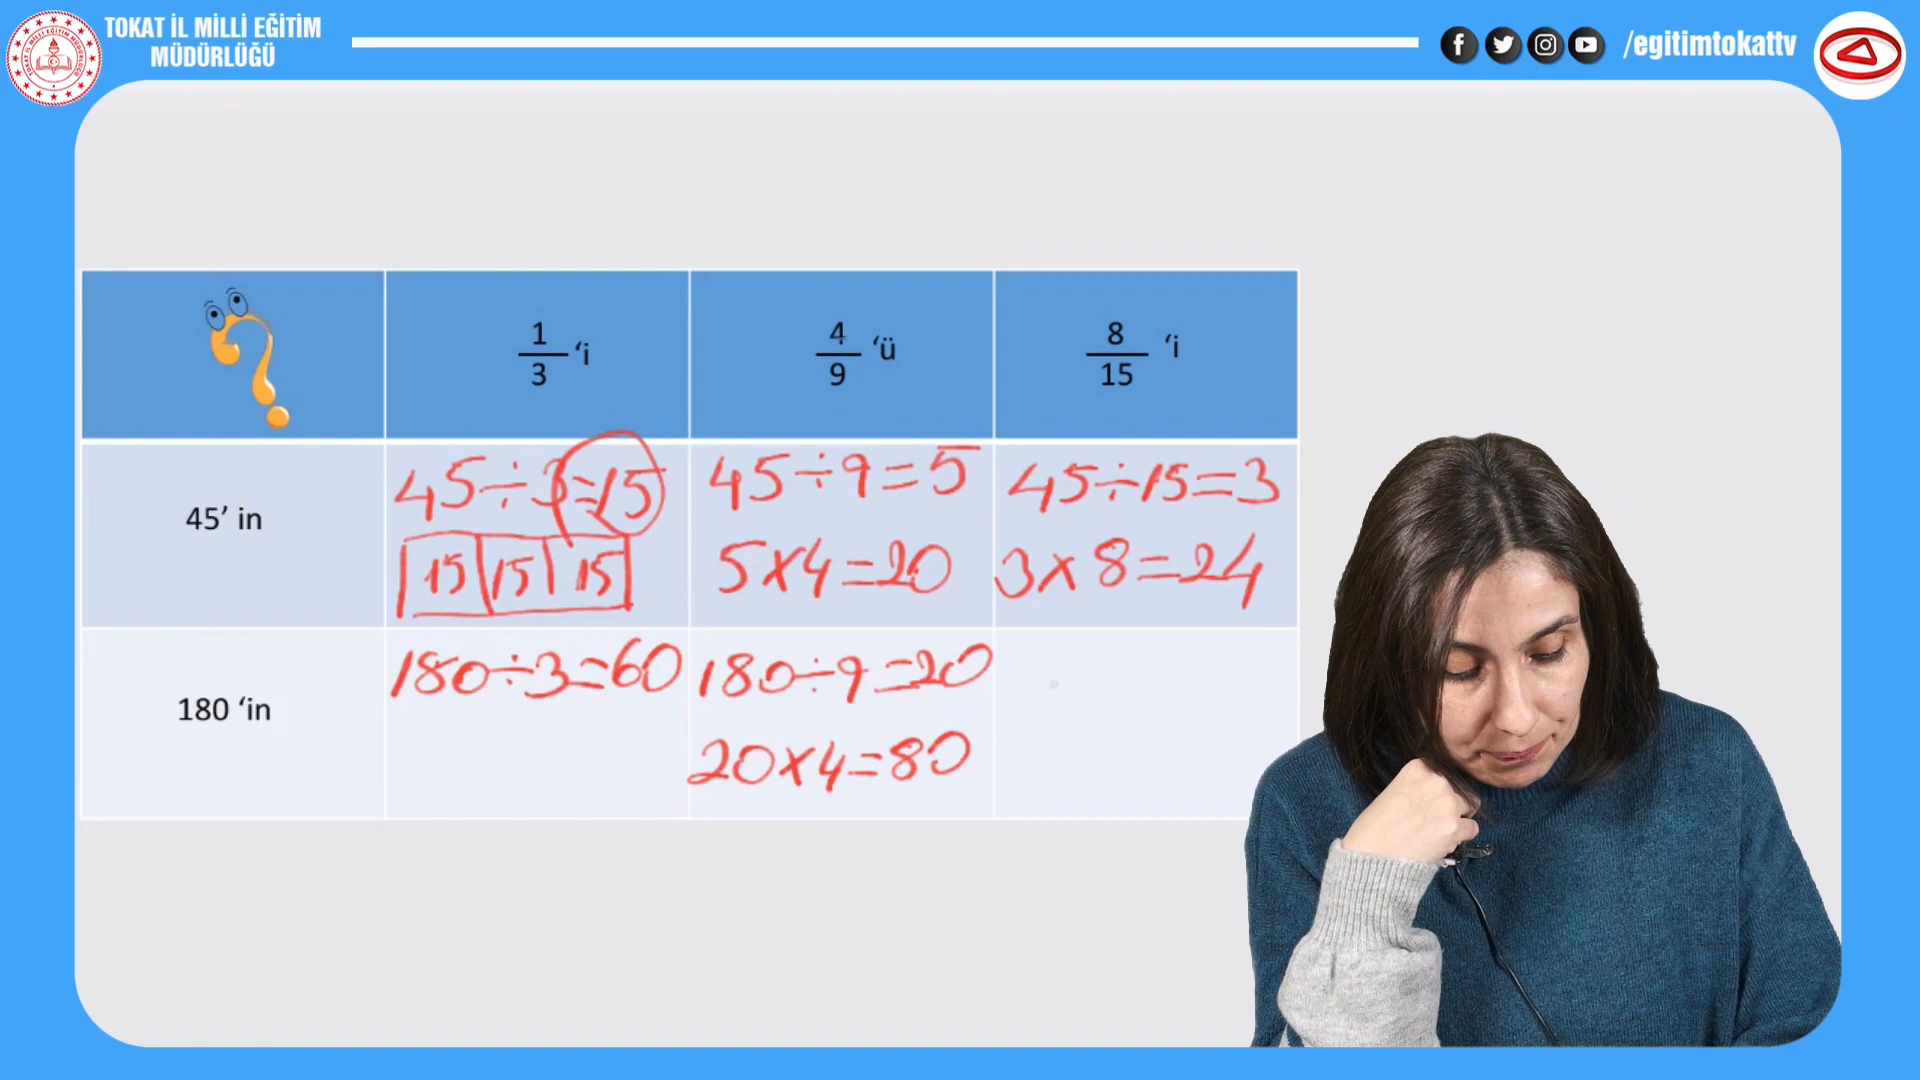 TOKAT İL MİLLİ EĞİTİM
MÜDÜRLÜĞÜ
/egitimtokattv
1
3
'i
4
9
'ü
8
15
'i
45' in
45÷3=15
15 15 15
45÷9=5
5x4=20
45÷15=3
3x8=24
180 'in
180÷3=60
180÷9=20
20x4=80